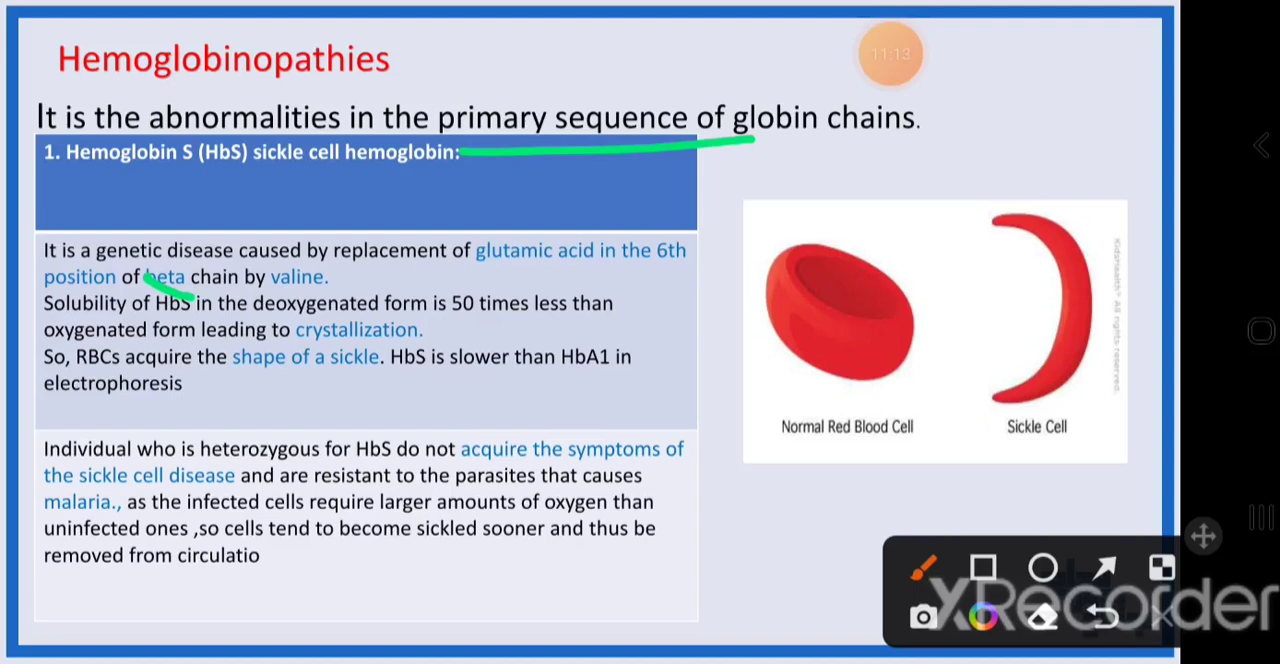 Hemoglobinopathies
11:13
It is the abnormalities in the primary sequence of globin chains.
1. Hemoglobin S (HbS) sickle cell hemoglobin:
It is a genetic disease caused by replacement of glutamic acid in the 6th
position of beta chain by valine.
Solubility of HbS in the deoxygenated form is 50 times less than
oxygenated form leading to crystallization.
So, RBCs acquire the shape of a sickle. HbS is slower than HbA1 in
electrophoresis
Individual who is heterozygous for HbS do not acquire the symptoms of
the sickle cell disease and are resistant to the parasites that causes
malaria., as the infected cells require larger amounts of oxygen than
uninfected ones ,so cells tend to become sickled sooner and thus be
removed from circulatio
KidsHealth® All rights reserved.
Normal Red Blood Cell
Sickle Cell
XRecorder